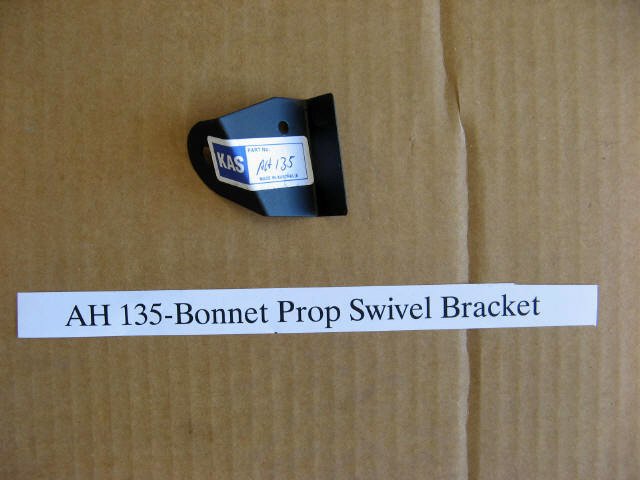 KAS
PART No.
AH 135
MADE IN AUSTRALIA
AH 135-Bonnet Prop Swivel Bracket